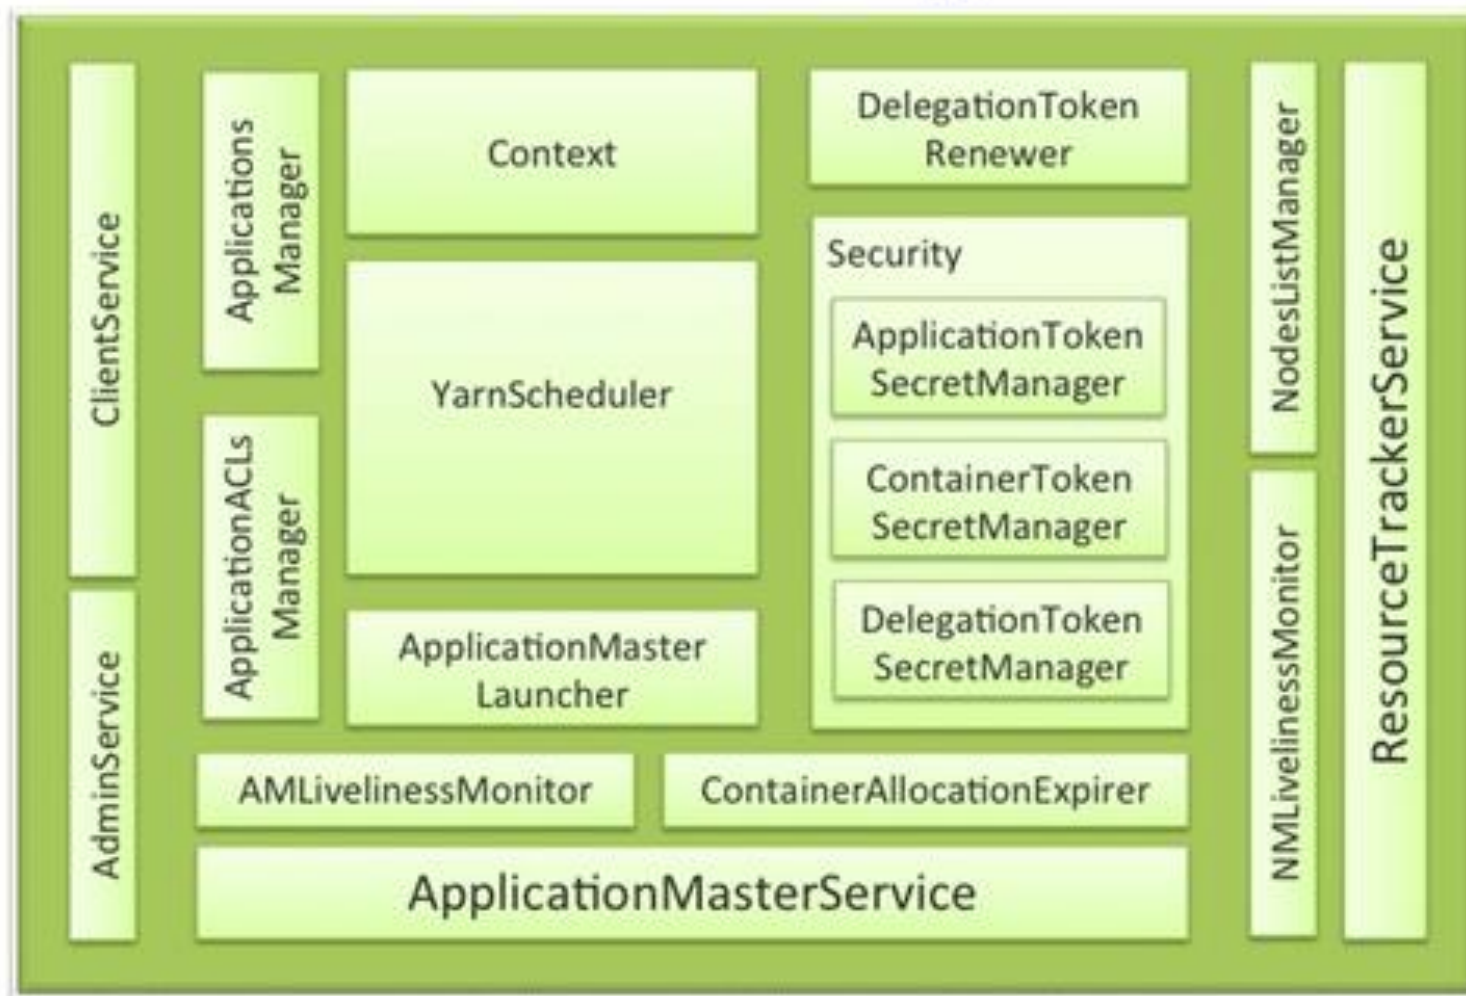 ClientService
AdminService
Applications
Manager
ApplicationACLs
Manager
Context
YarnScheduler
ApplicationMaster
Launcher
DelegationToken
Renewer
Security
ApplicationToken
SecretManager
ContainerToken
SecretManager
DelegationToken
SecretManager
AMLivelinessMonitor
ContainerAllocationExpirer
ApplicationMasterService
NodesListManager
NMLivelinessMonitor
ResourceTrackerService